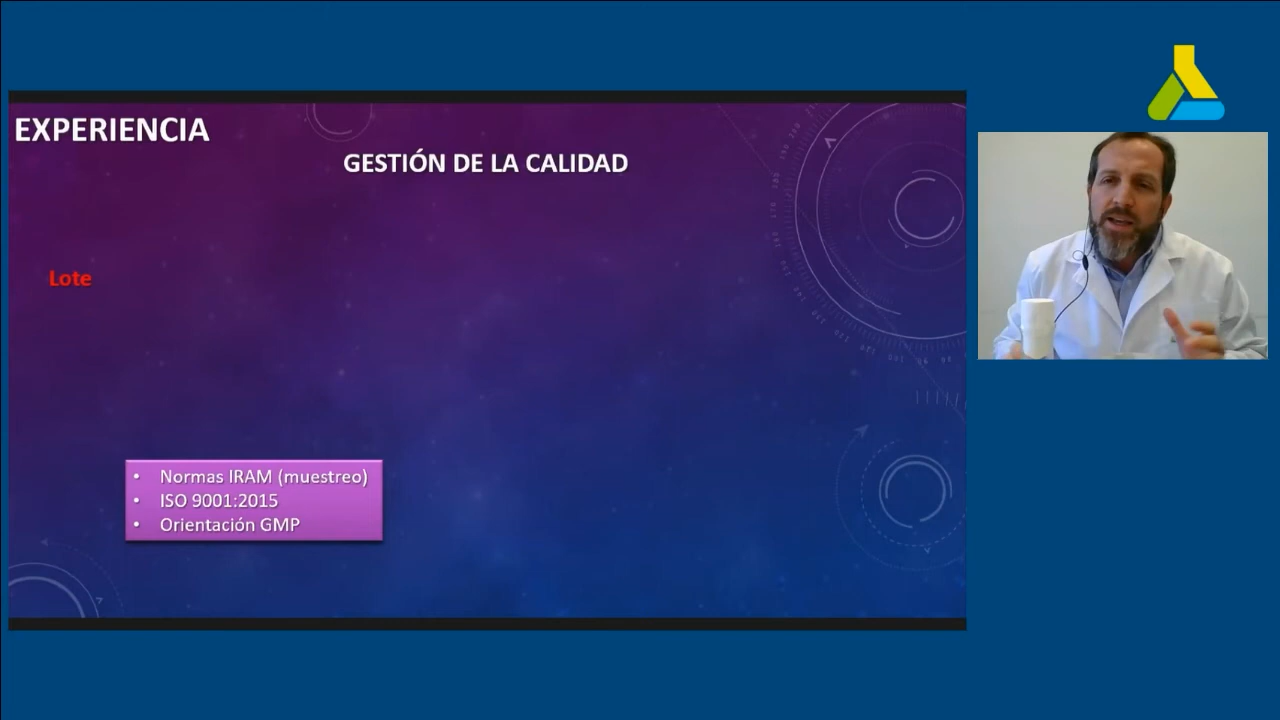 EXPERIENCIA
GESTIÓN DE LA CALIDAD
Lote
• Normas IRAM (muestreo)
• ISO 9001:2015
• Orientación GMP